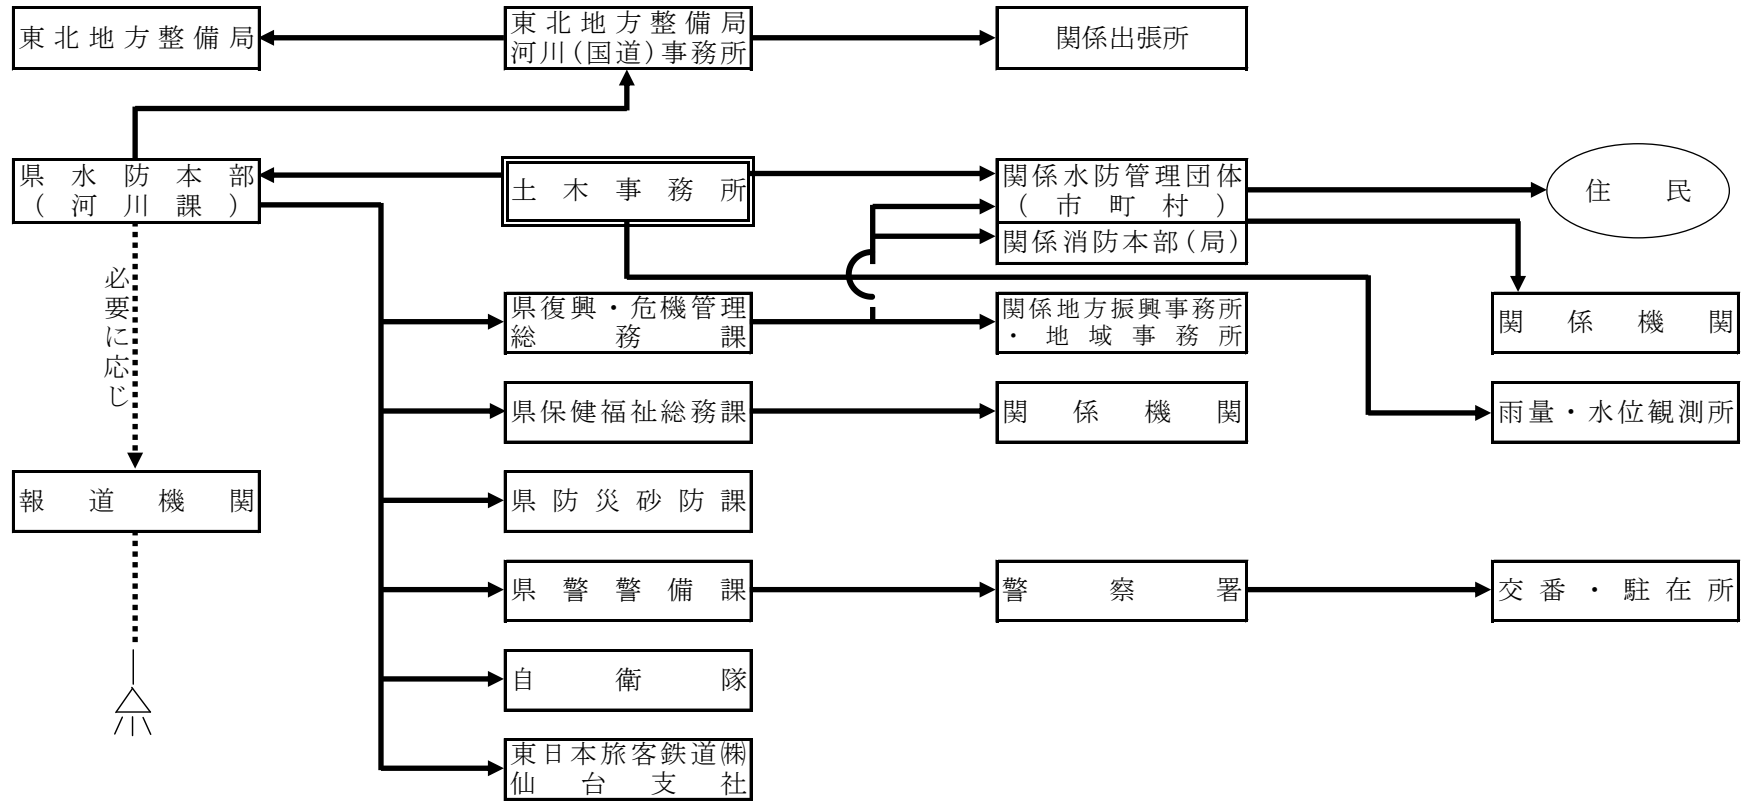 東北地方整備局
東北地方整備局
河川（国道）事務所
関係出張所
県水防本部
（河川課）
土木事務所
関係水防管理団体
（市町村）
関係消防本部（局）
住民
必要に応じ
県復興・危機管理
総務課
関係地方振興事務所
・地域事務所
関係機関
県保健福祉総務課
関係機関
雨量・水位観測所
報道機関
県防災砂防課
県警警備課
警察署
交番・駐在所
自衛隊
東日本旅客鉄道㈱
仙台支社